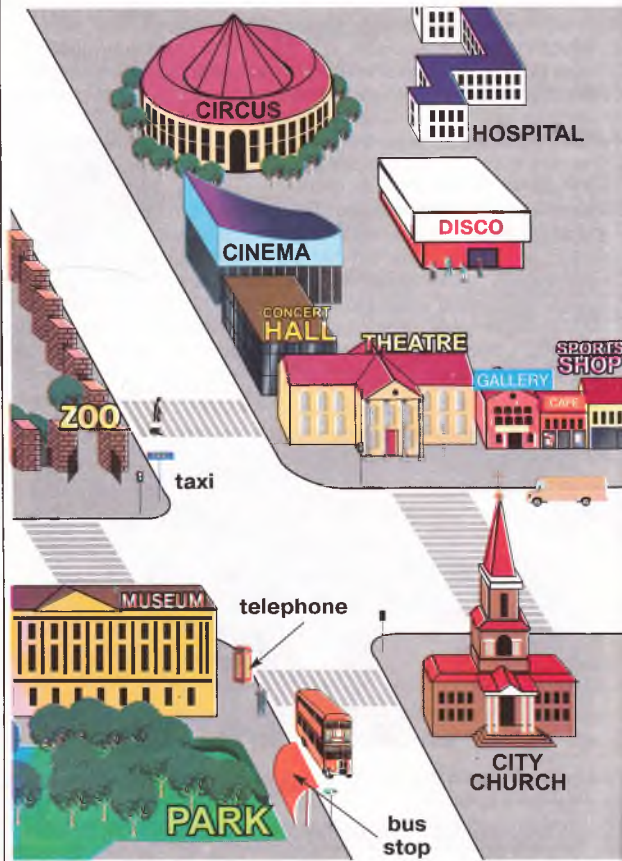 CIRCUS
HOSPITAL
DISCO
CINEMA
CONCERT
HALL
THEATRE
SPORTS
SHOP
GALLERY
CAFE
ZOO
taxi
MUSEUM
telephone
CITY
CHURCH
PARK
bus
stop